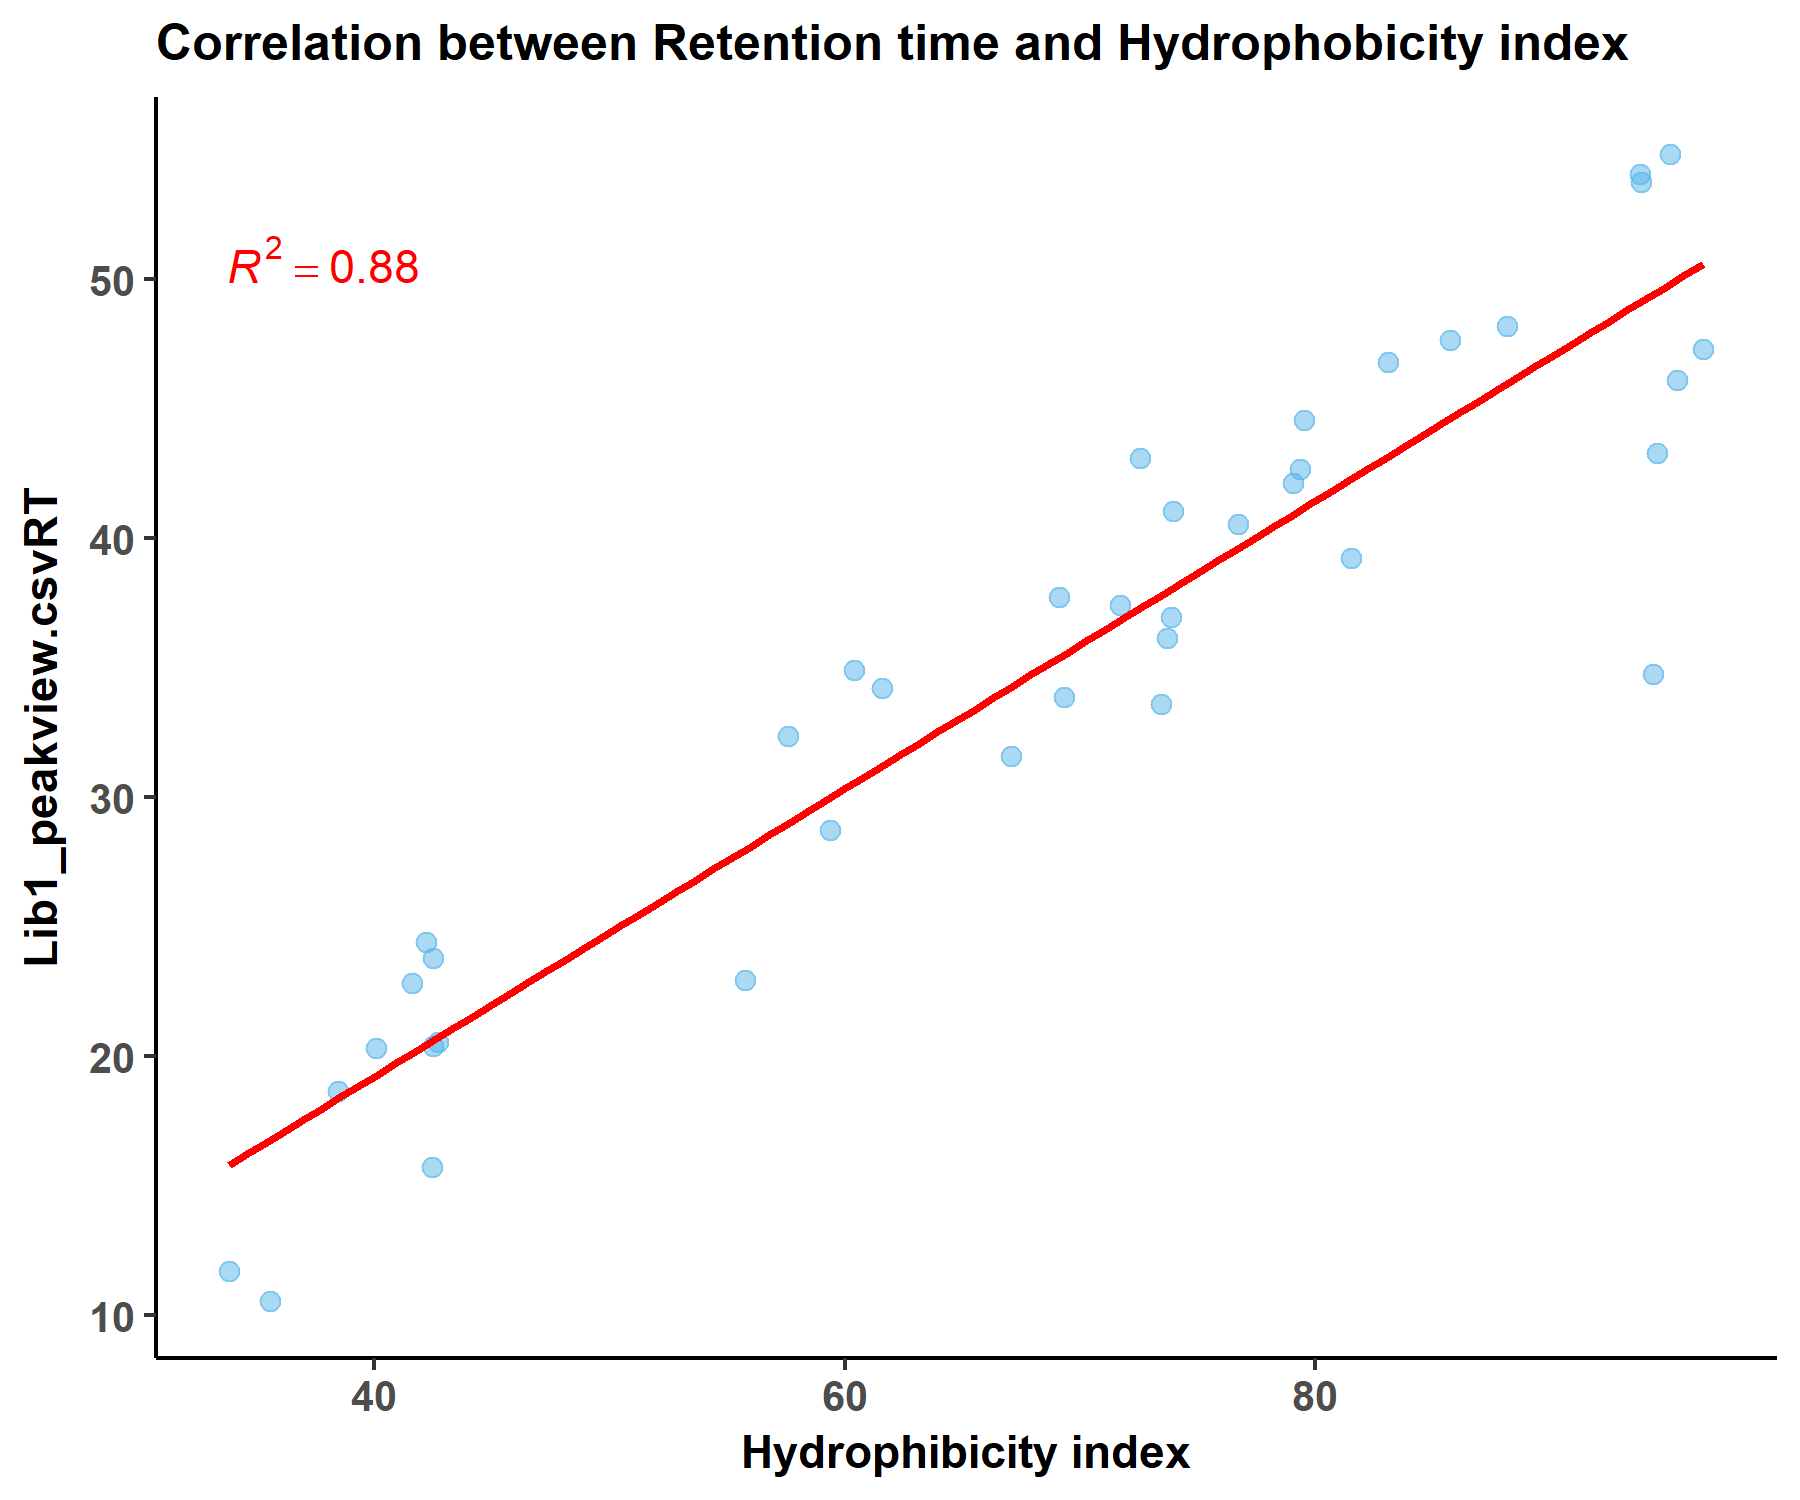 Correlation between Retention time and Hydrophobicity index
R² = 0.88
50
40
30
20
10
Lib1_peakview.csvRT
40 60 80
Hydrophibicity index